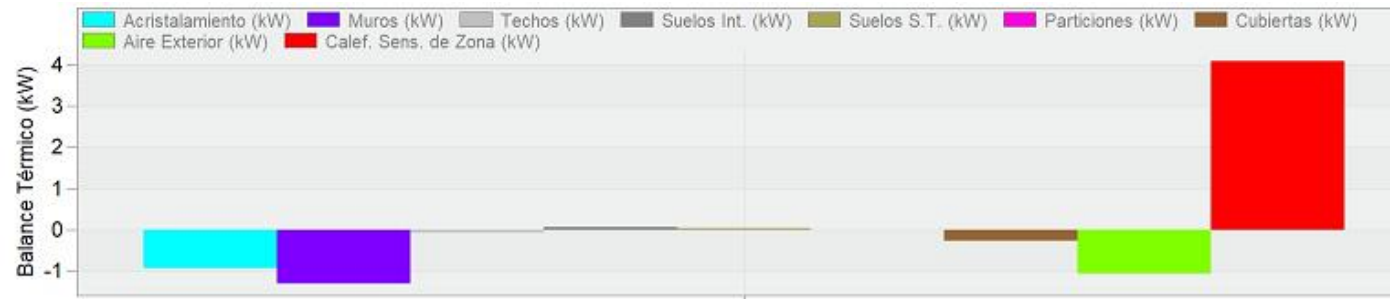 Acristalamiento (kW) Muros (kW) Techos (kW) Suelos Int. (kW) Suelos S.T. (kW) Particiones (kW) Cubiertas (kW)
Aire Exterior (kW) Calef. Sens. de Zona (kW)
Balance Térmico (kW)
4
3
2
1
0
-1